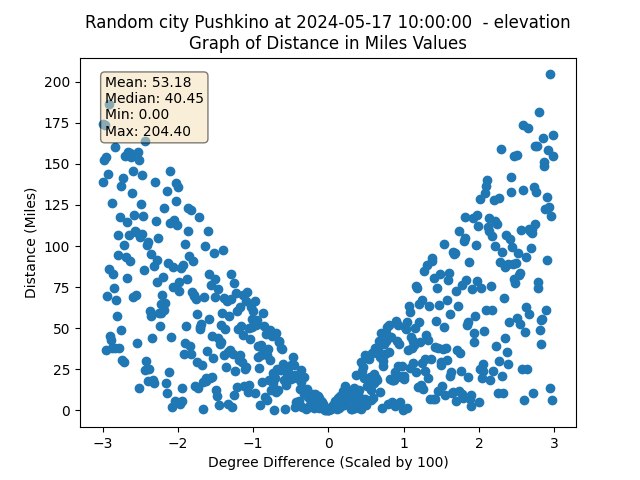 Random city Pushkino at 2024-05-17 10:00:00  - elevation
Graph of Distance in Miles Values
Mean: 53.18
Median: 40.45
Min: 0.00
Max: 204.40
Distance (Miles)
200
175
150
125
100
75
50
25
0
−3
−2
−1
0
1
2
3
Degree Difference (Scaled by 100)